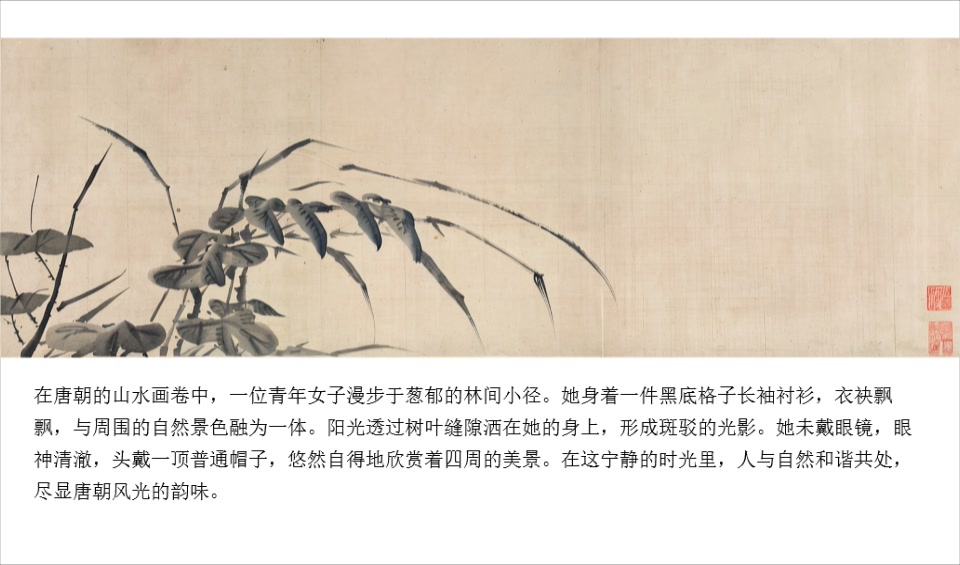 在唐朝的山水画卷中，一位青年女子漫步于葱郁的林间小径。她身着一件黑底格子长袖衬衫，衣袂飘
飘，与周围的自然景色融为一体。阳光透过树叶缝隙洒在她的身上，形成斑驳的光影。她未戴眼镜，眼
神清澈，头戴一顶普通帽子，悠然自得地欣赏着四周的美景。在这宁静的时光里，人与自然和谐共处，
尽显唐朝风光的韵味。